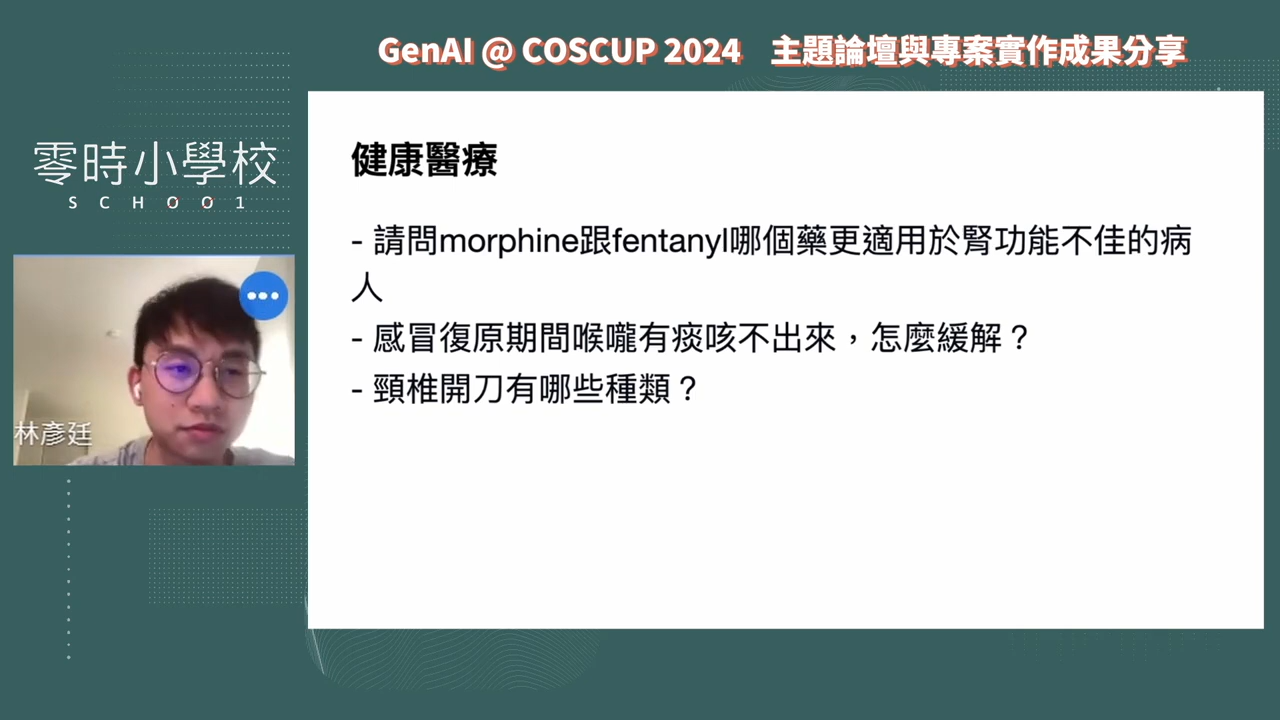 GenAI @ COSCUP 2024 主題論壇與專案實作成果分享
零時小學校
SCHOO1
林彥廷
健康醫療
- 請問morphine跟fentanyl哪個藥更適用於腎功能不佳的病
人
- 感冒復原期間喉嚨有痰咳不出來，怎麼緩解？
- 頸椎開刀有哪些種類？